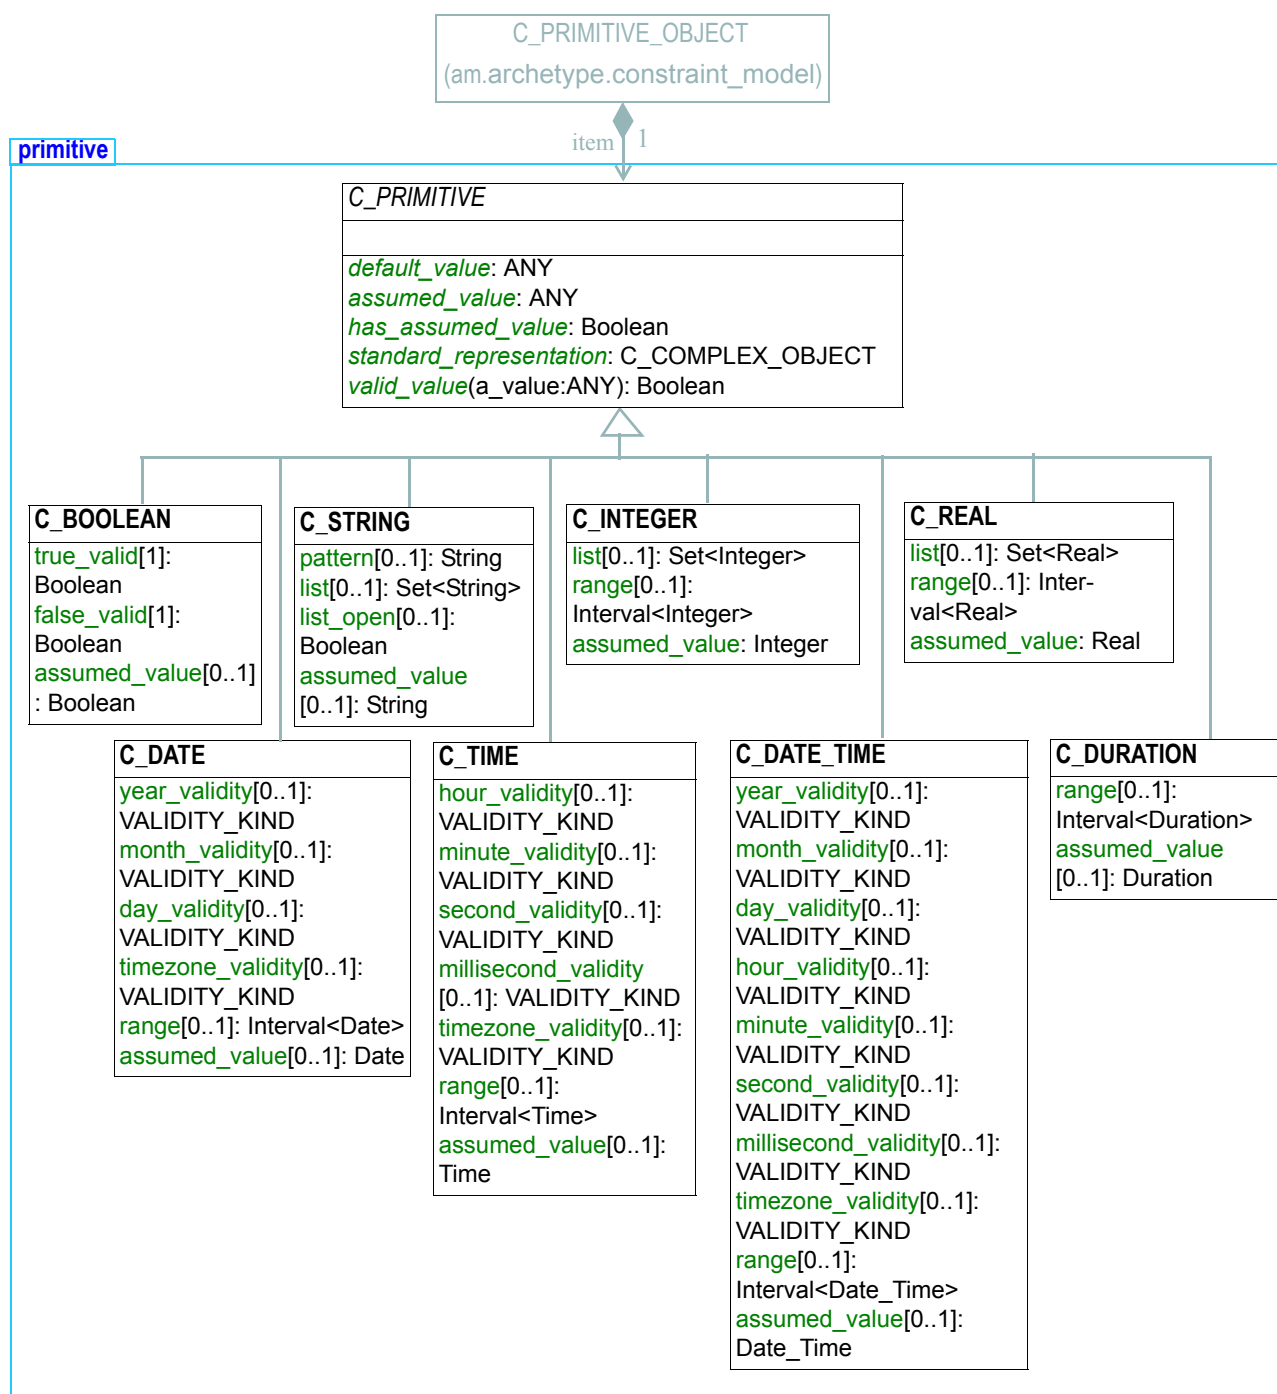 C_PRIMITIVE_OBJECT
(am.archetype.constraint_model)
item 1
primitive
C_PRIMITIVE
default_value: ANY
assumed_value: ANY
has_assumed_value: Boolean
standard_representation: C_COMPLEX_OBJECT
valid_value(a_value:ANY): Boolean
C_BOOLEAN
true_valid[1]:
Boolean
false_valid[1]:
Boolean
assumed_value[0..1]
: Boolean
C_STRING
pattern[0..1]: String
list[0..1]: Set<String>
list_open[0..1]:
Boolean
assumed_value
[0..1]: String
C_INTEGER
list[0..1]: Set<Integer>
range[0..1]:
Interval<Integer>
assumed_value: Integer
C_REAL
list[0..1]: Set<Real>
range[0..1]: Inter-
val<Real>
assumed_value: Real
C_DATE
year_validity[0..1]:
VALIDITY_KIND
month_validity[0..1]:
VALIDITY_KIND
day_validity[0..1]:
VALIDITY_KIND
timezone_validity[0..1]:
VALIDITY_KIND
range[0..1]: Interval<Date>
assumed_value[0..1]: Date
C_TIME
hour_validity[0..1]:
VALIDITY_KIND
minute_validity[0..1]:
VALIDITY_KIND
second_validity[0..1]:
VALIDITY_KIND
millisecond_validity
[0..1]: VALIDITY_KIND
timezone_validity[0..1]:
VALIDITY_KIND
range[0..1]:
Interval<Time>
assumed_value[0..1]:
Time
C_DATE_TIME
year_validity[0..1]:
VALIDITY_KIND
month_validity[0..1]:
VALIDITY_KIND
day_validity[0..1]:
VALIDITY_KIND
hour_validity[0..1]:
VALIDITY_KIND
minute_validity[0..1]:
VALIDITY_KIND
second_validity[0..1]:
VALIDITY_KIND
millisecond_validity[0..1]:
VALIDITY_KIND
timezone_validity[0..1]:
VALIDITY_KIND
range[0..1]:
Interval<Date_Time>
assumed_value[0..1]:
Date_Time
C_DURATION
range[0..1]:
Interval<Duration>
assumed_value
[0..1]: Duration